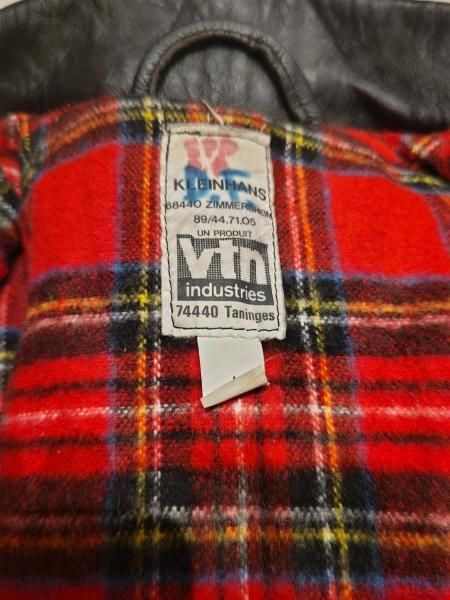 KLEINHANS
68440 ZIMMERSHEIM
89/44.71.05
UN PRODUIT
Vtn
industries
74440 Taninges